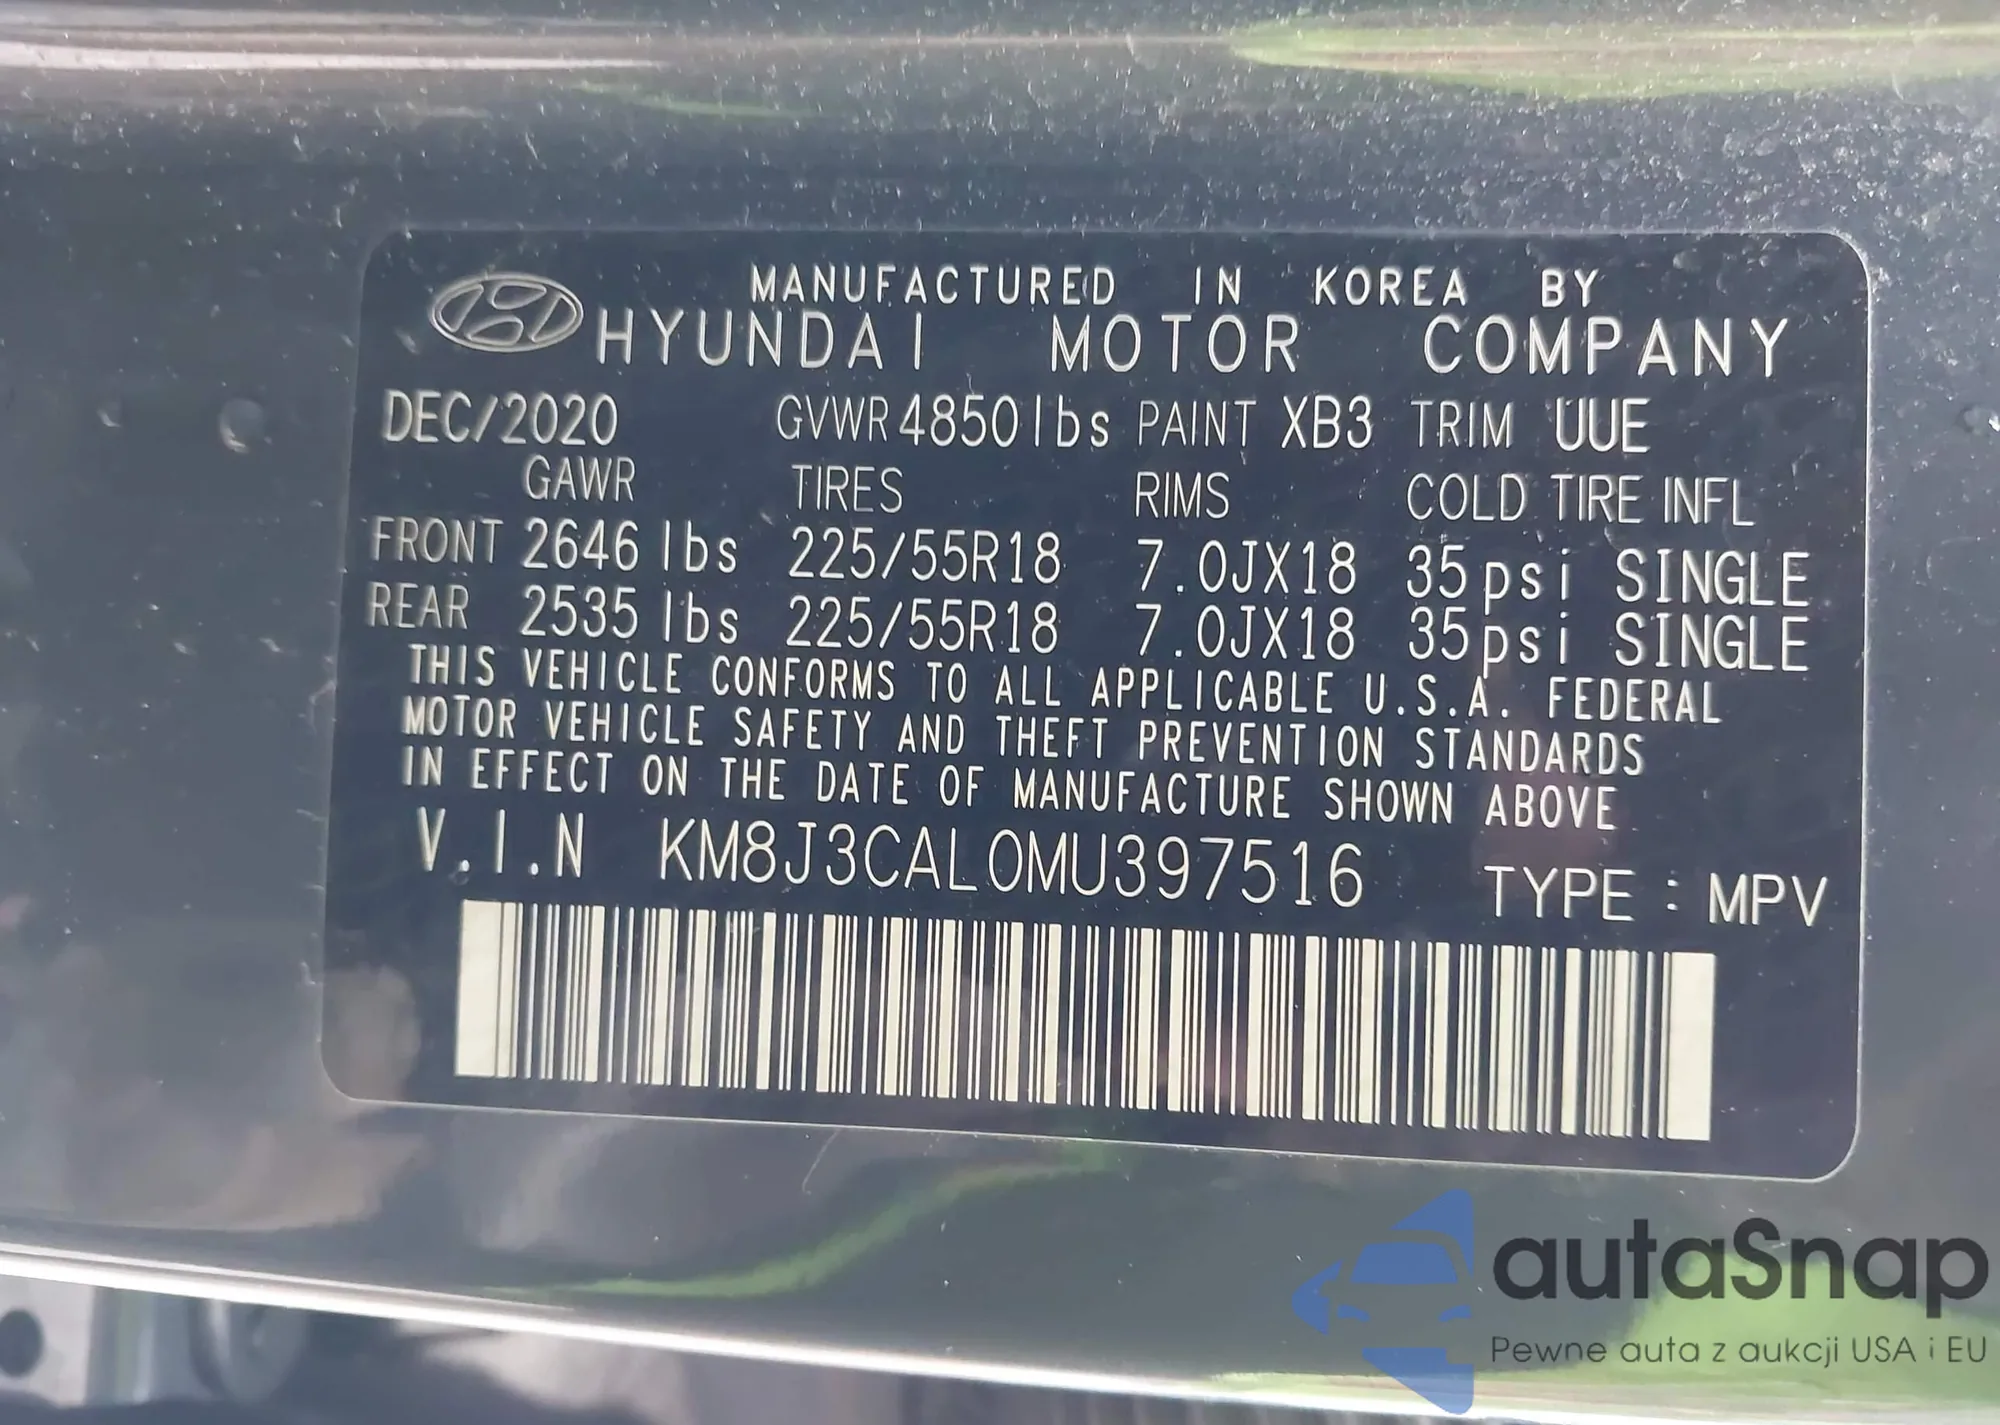 MANUFACTURED IN KOREA BY
HYUNDAI MOTOR COMPANY
DEC/2020 GVWR 4850lbs PAINT XB3 TRIM UUE
GAWR TIRES RIMS COLD TIRE INFL
FRONT 2646 lbs 225/55R18 7.0JX18 35psi SINGLE
REAR 2535 lbs 225/55R18 7.0JX18 35psi SINGLE
THIS VEHICLE CONFORMS TO ALL APPLICABLE U.S.A. FEDERAL
MOTOR VEHICLE SAFETY AND THEFT PREVENTION STANDARDS
IN EFFECT ON THE DATE OF MANUFACTURE SHOWN ABOVE
V.I.N KM8J3CAL0MU397516 TYPE : MPV
autaSnap
Pewne auta z aukcji USA i EU